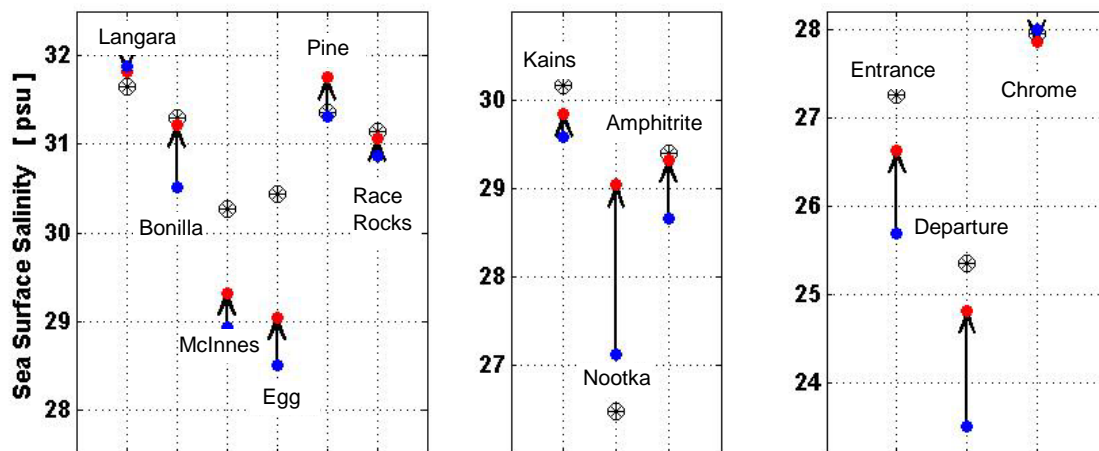 Sea Surface Salinity [ psu ]
32
31
30
29
28
Langara
Bonilla
McInnes
Egg
Pine
Race
Rocks
30
29
28
27
Kains
Amphitrite
Nootka
28
27
26
25
24
Entrance
Departure
Chrome